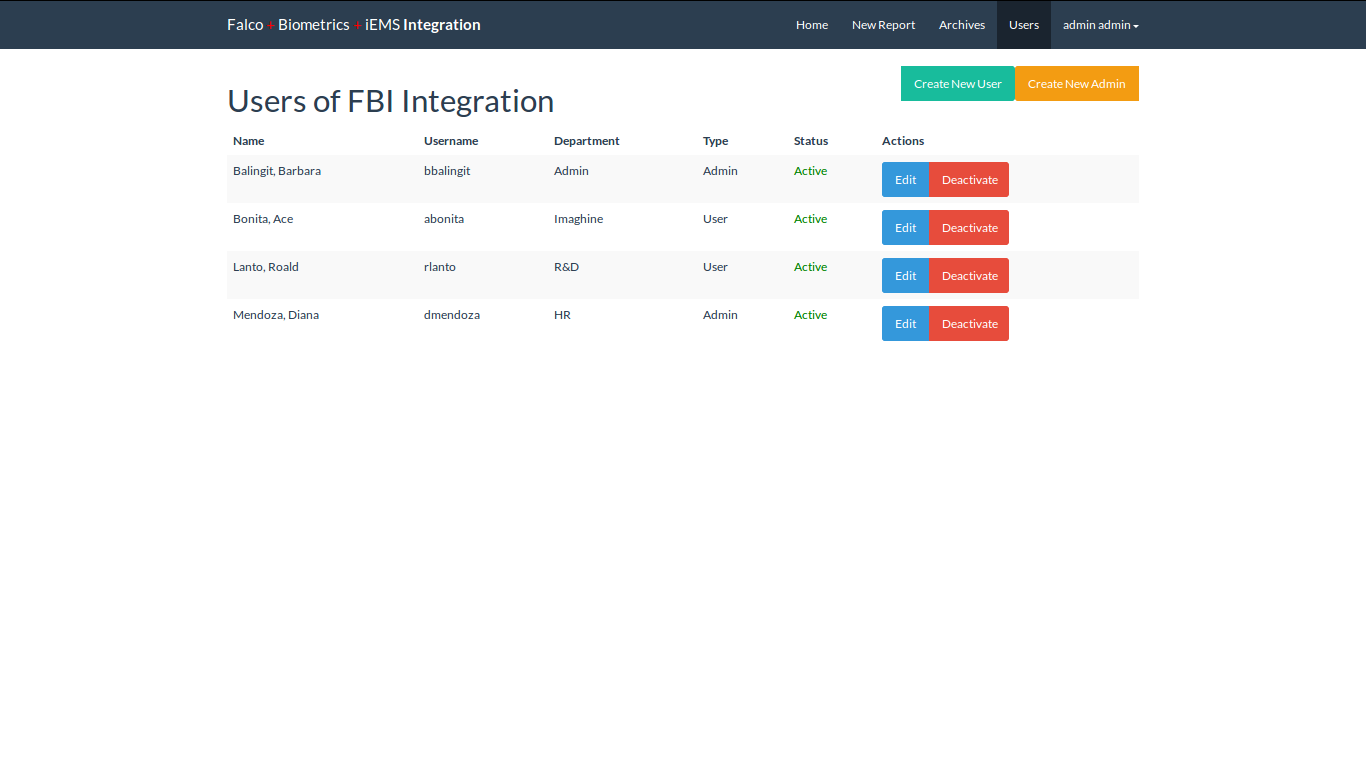 Falco + Biometrics + iEMS Integration Home New Report Archives Users admin admin
Create New User Create New Admin
Users of FBI Integration
Name Username Department Type Status Actions
Balingit, Barbara bbalingit Admin Admin Active Edit Deactivate
Bonita, Ace abonita Imaghine User Active Edit Deactivate
Lanto, Roald rlanto R&D User Active Edit Deactivate
Mendoza, Diana dmendoza HR Admin Active Edit Deactivate